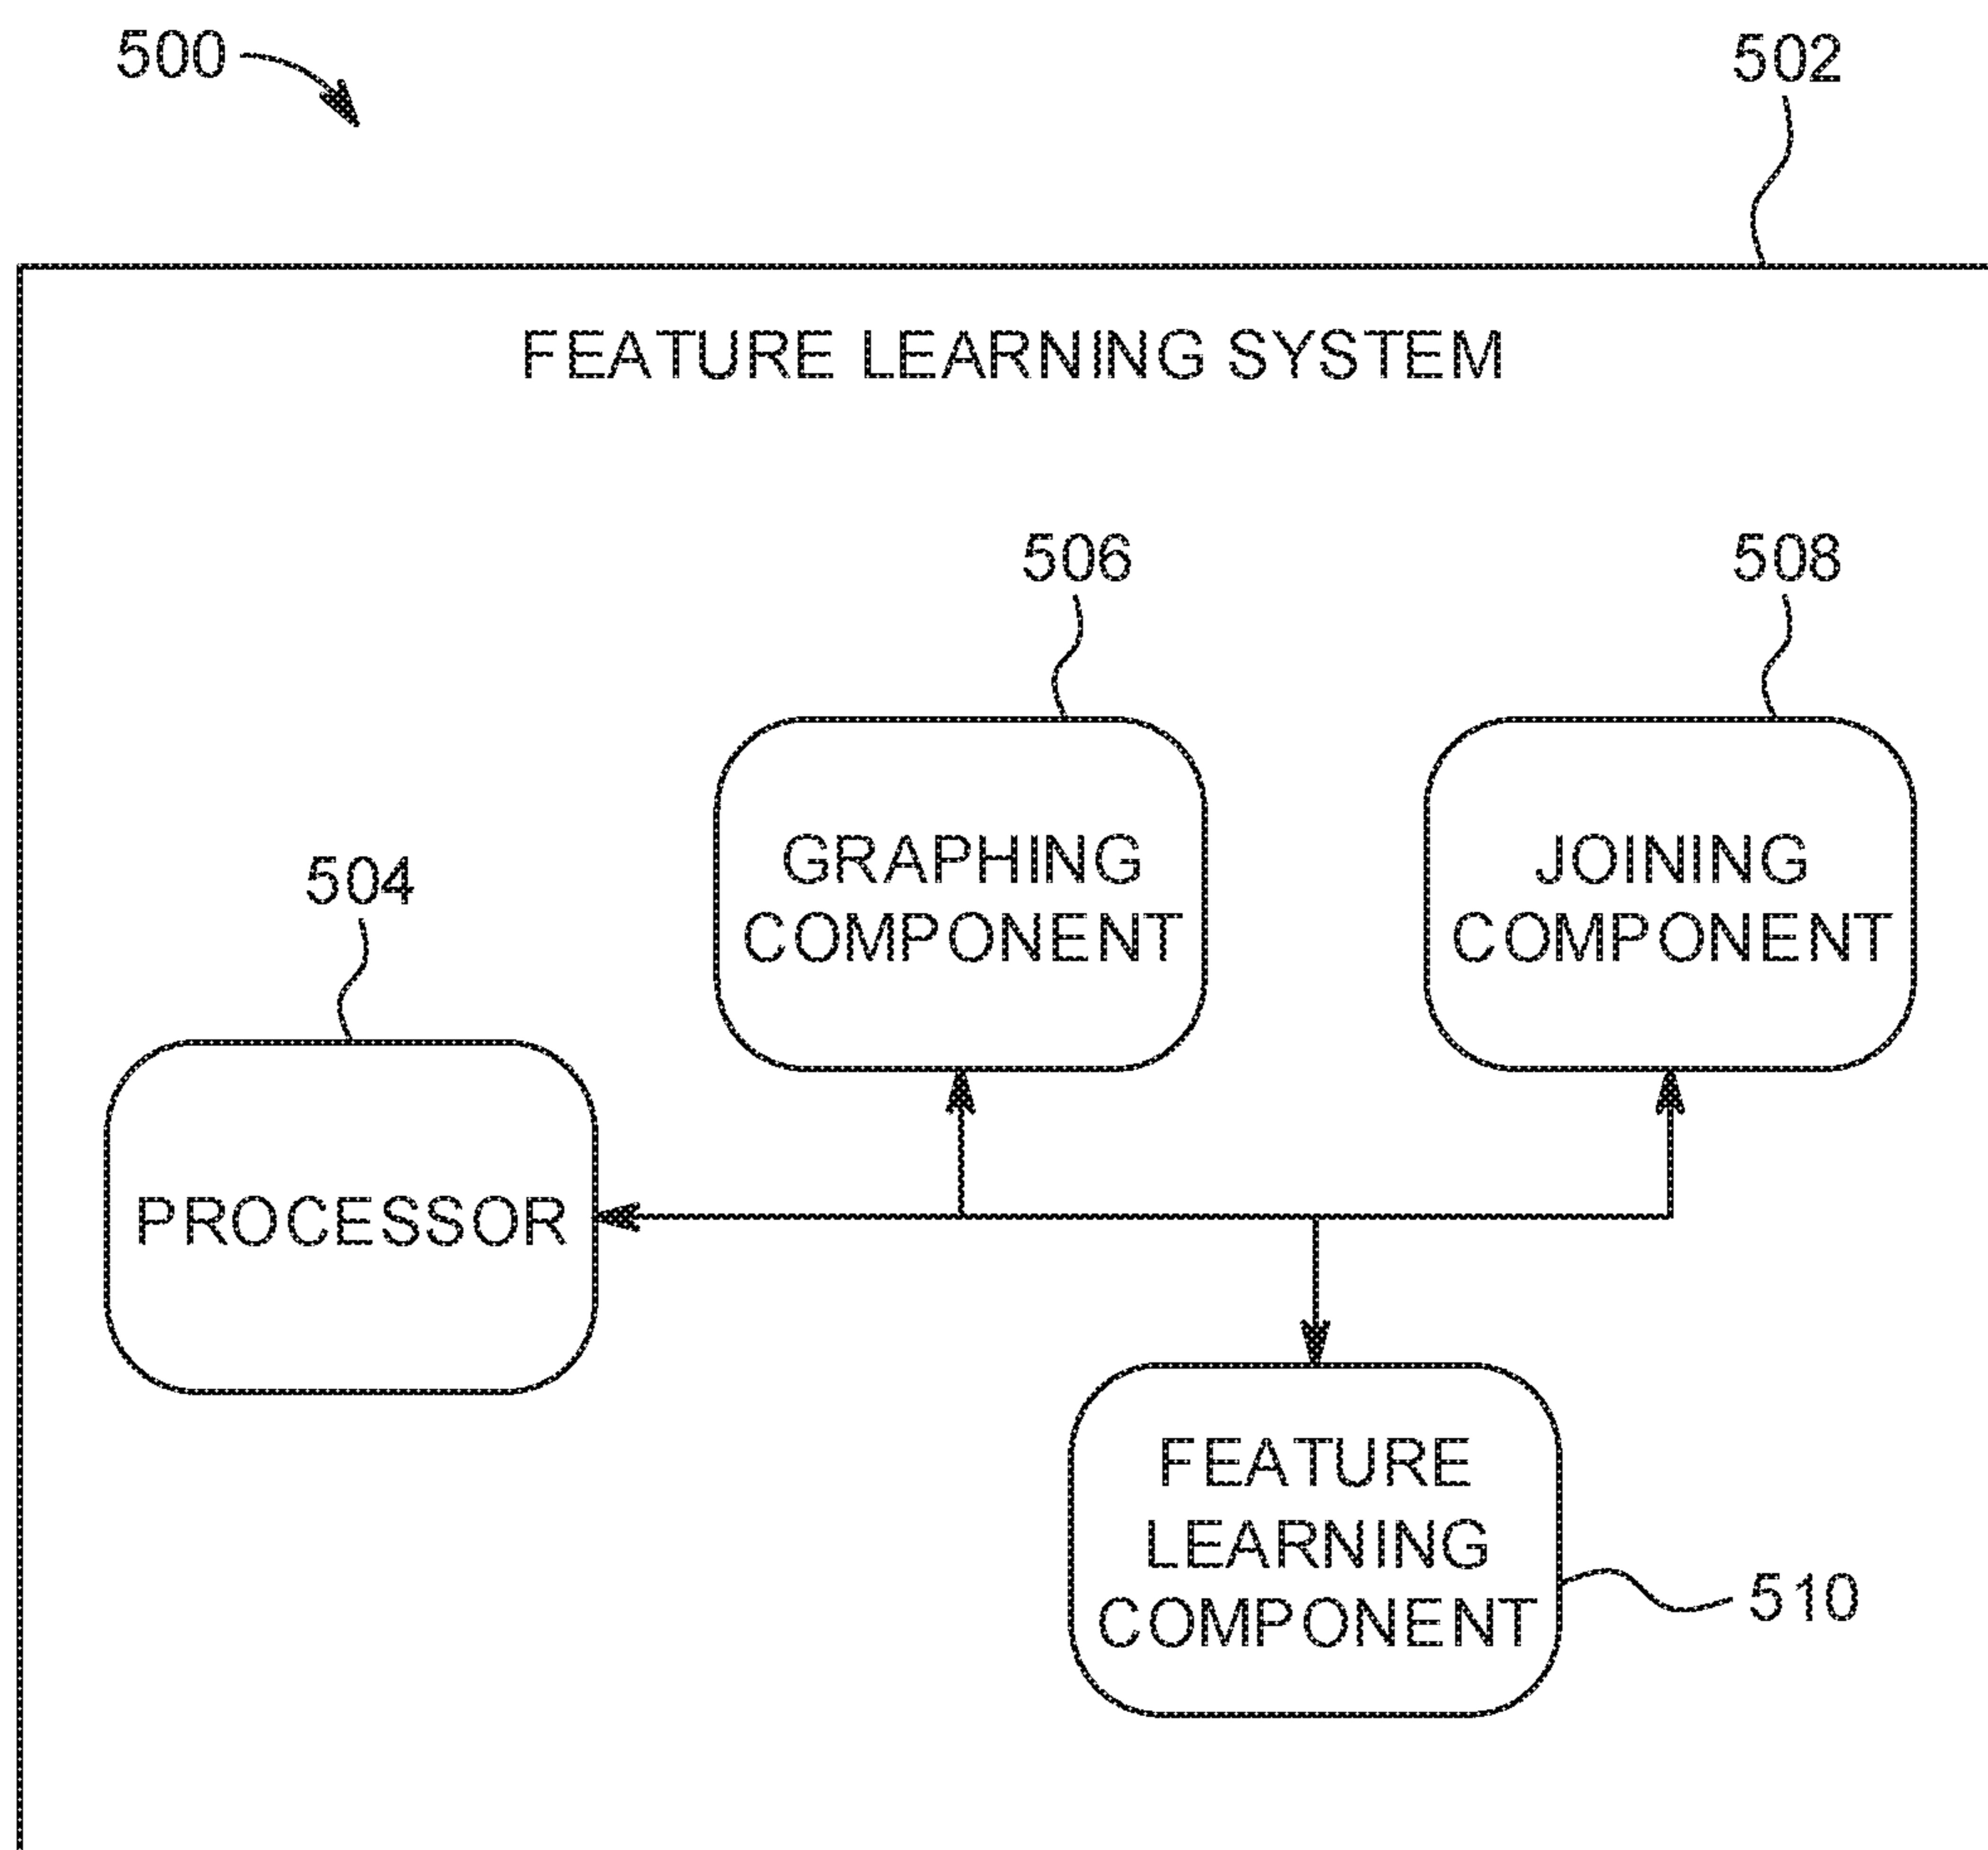 500
502
FEATURE LEARNING SYSTEM
506
508
GRAPHING
COMPONENT
JOINING
COMPONENT
504
PROCESSOR
FEATURE
LEARNING
COMPONENT
510